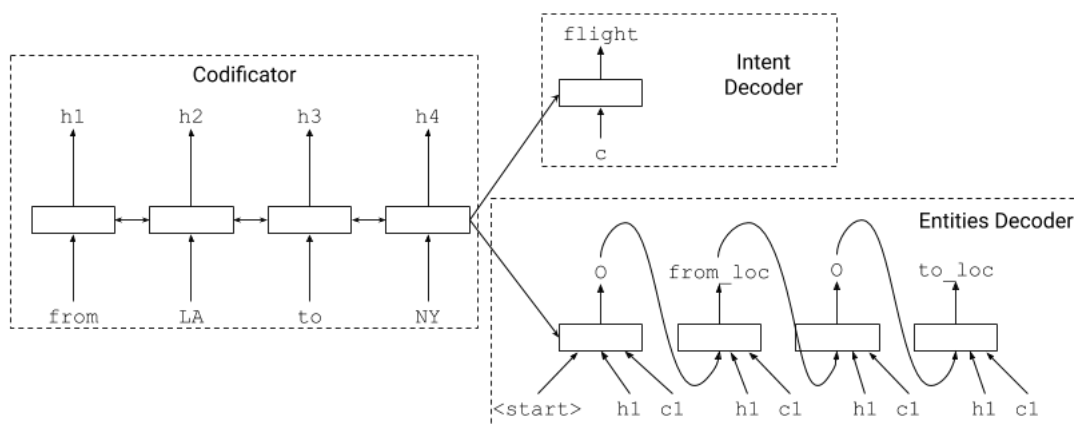 Codificator
h1 h2 h3 h4
from LA to NY
flight
Intent
Decoder
c
Entities Decoder
O from_loc O to_loc
<start> h1 c1 h1 c1 h1 c1 h1 c1